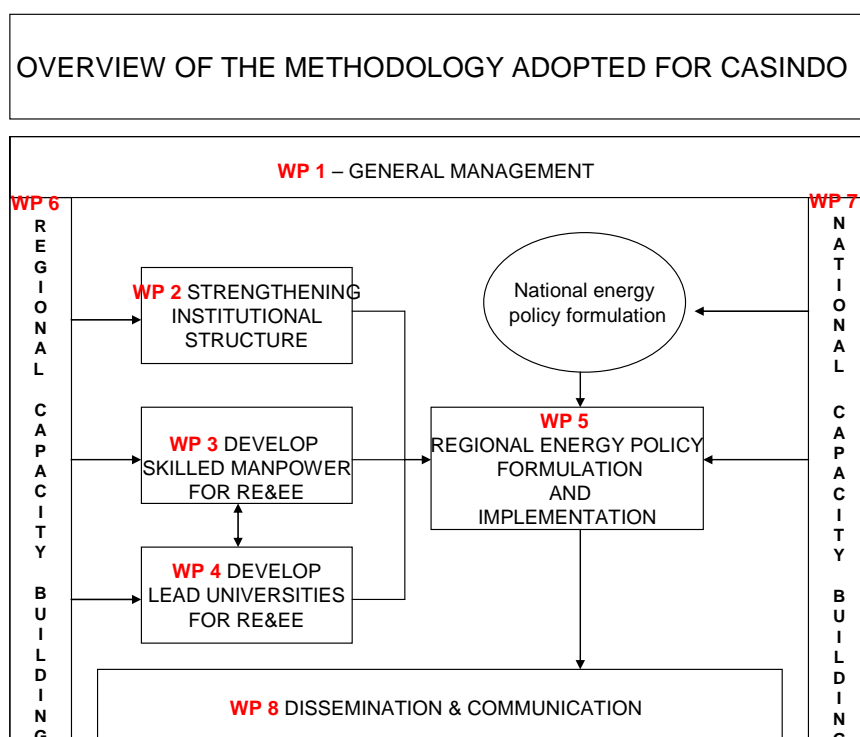 OVERVIEW OF THE METHODOLOGY ADOPTED FOR CASINDO
WP 1 – GENERAL MANAGEMENT
WP 6
REGIONAL CAPACITY BUILDING
WP 2 STRENGTHENING
INSTITUTIONAL
STRUCTURE
WP 3 DEVELOP
SKILLED MANPOWER
FOR RE&EE
WP 4 DEVELOP
LEAD UNIVERSITIES
FOR RE&EE
National energy
policy formulation
WP 5
REGIONAL ENERGY POLICY
FORMULATION
AND
IMPLEMENTATION
WP 7
NATIONAL CAPACITY BUILDING
WP 8 DISSEMINATION & COMMUNICATION